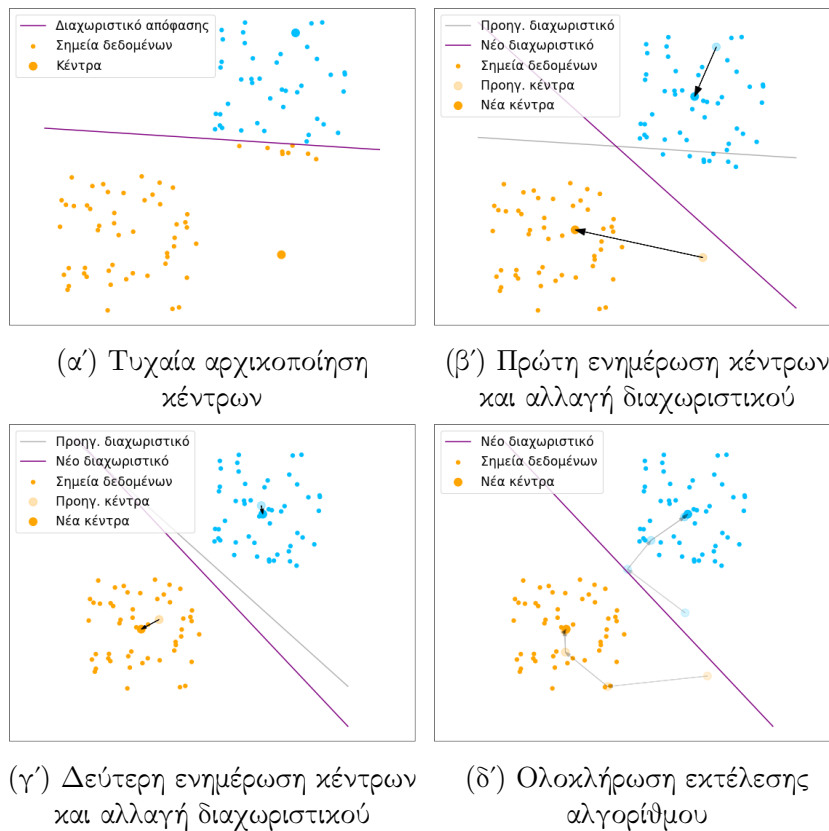 Διαχωριστικό απόφασης
Σημεία δεδομένων
Κέντρα
(α΄) Τυχαία αρχικοποίηση
κέντρων
Προηγ. διαχωριστικό
Νέο διαχωριστικό
Σημεία δεδομένων
Προηγ. κέντρα
Νέα κέντρα
(β΄) Πρώτη ενημέρωση κέντρων
και αλλαγή διαχωριστικού
Προηγ. διαχωριστικό
Νέο διαχωριστικό
Σημεία δεδομένων
Προηγ. κέντρα
Νέα κέντρα
(γ΄) Δεύτερη ενημέρωση κέντρων
και αλλαγή διαχωριστικού
Νέο διαχωριστικό
Σημεία δεδομένων
Νέα κέντρα
(δ΄) Ολοκλήρωση εκτέλεσης
αλγορίθμου